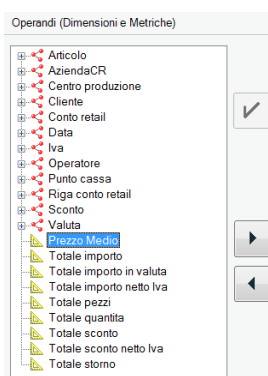 Operandi (Dimensioni e Metriche)
Articolo
AziendaCR
Centro produzione
Cliente
Conto retail
Data
Iva
Operatore
Punto cassa
Riga conto retail
Sconto
Valuta
Prezzo Medio
Totale importo
Totale importo in valuta
Totale importo netto Iva
Totale pezzi
Totale quantita
Totale sconto
Totale sconto netto Iva
Totale storno